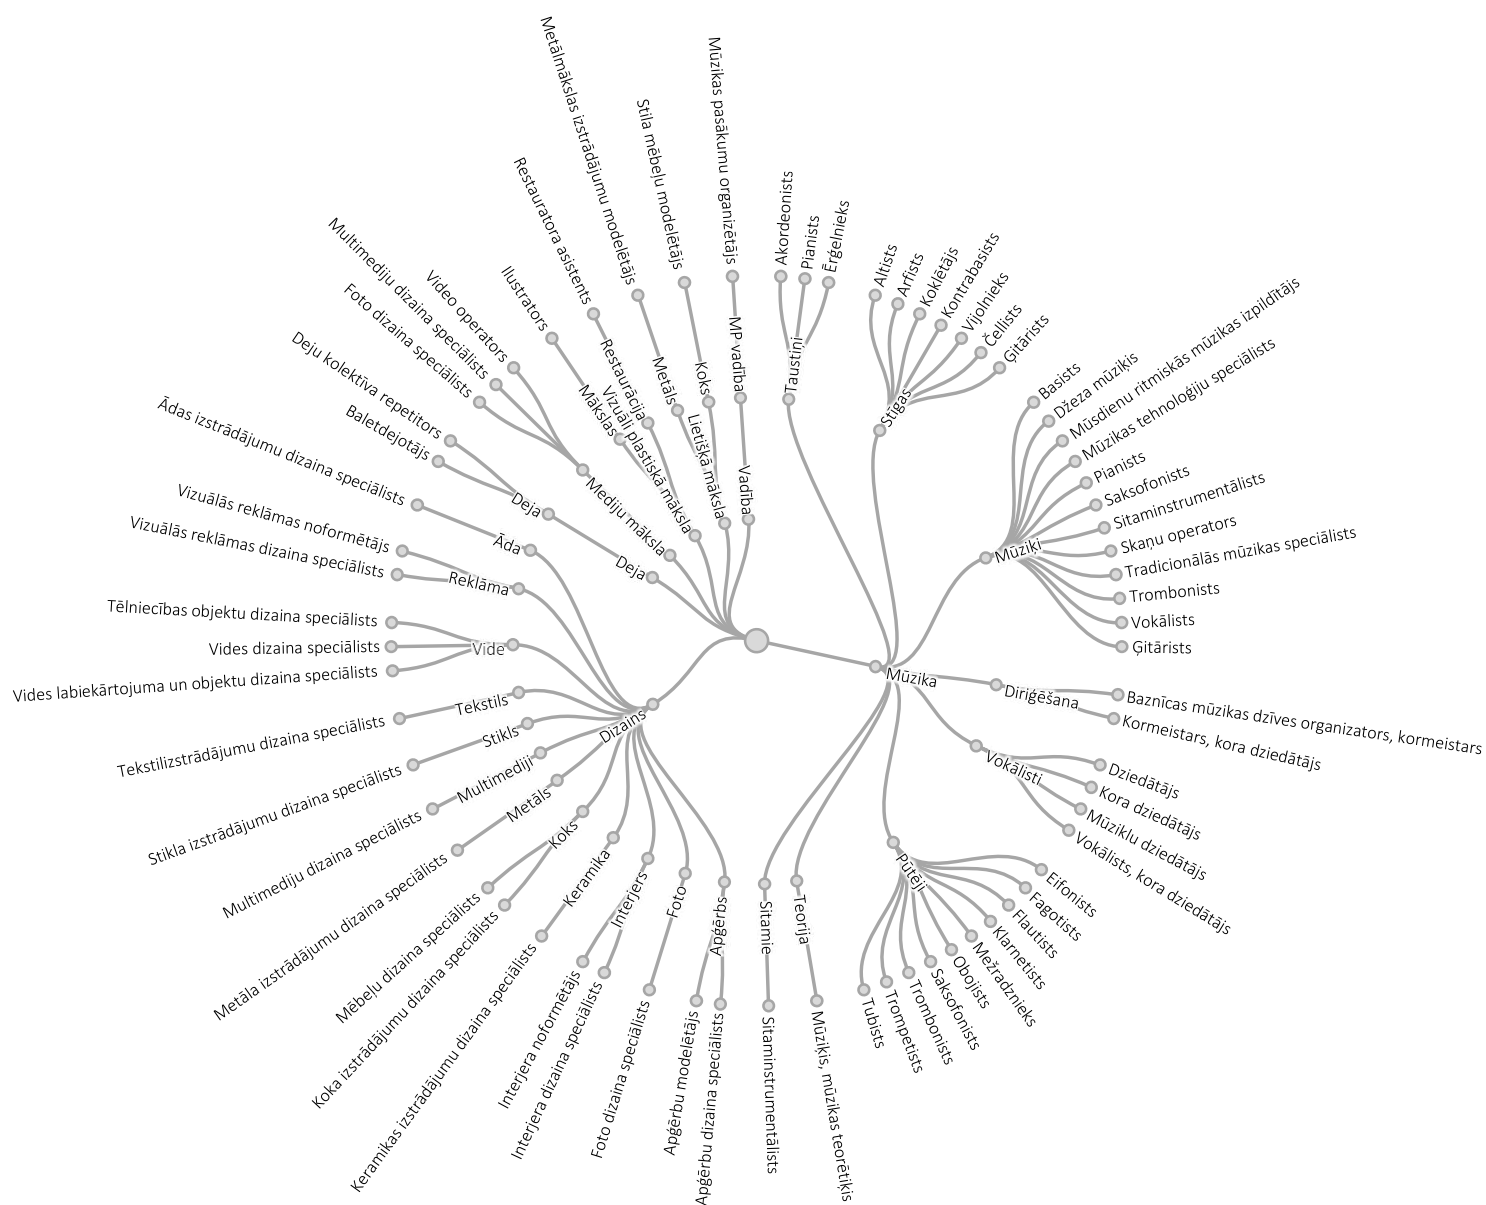 Mūzika
Taustiņi
Akordeonists
Pianists
Ērģelnieks
Stīgas
Altists
Arfists
Koklētājs
Kontrabasists
Vijolnieks
Čellists
Ģitārists
Mūziķi
Basists
Džeza mūziķis
Mūsdienu ritmiskās mūzikas izpildītājs
Mūzikas tehnoloģiju speciālists
Pianists
Saksofonists
Sitaminstrumentālists
Skaņu operators
Tradicionālās mūzikas speciālists
Trombonists
Vokālists
Ģitārists
Diriģēšana
Baznīcas mūzikas dzīves organizators, kormeistars
Kormeistars, kora dziedātājs
Vokālisti
Dziedātājs
Kora dziedātājs
Mūziklu dziedātājs
Vokālists, kora dziedātājs
Pūtēji
Eifonists
Fagotists
Flautists
Klarnetists
Mežradznieks
Obojists
Saksofonists
Trombonists
Trompetists
Tubists
Teorija
Mūziķis, mūzikas teorētiķis
Sitamie
Sitaminstrumentālists
Dizains
Apģērbs
Apģērbu dizaina speciālists
Apģērbu modelētājs
Foto
Foto dizaina speciālists
Interjers
Interjera dizaina speciālists
Interjera noformētājs
Keramika
Keramikas izstrādājumu dizaina speciālists
Koks
Koka izstrādājumu dizaina speciālists
Mēbeļu dizaina speciālists
Metāls
Metāla izstrādājumu dizaina speciālists
Multimediji
Multimediju dizaina speciālists
Stikls
Stikla izstrādājumu dizaina speciālists
Tekstils
Tekstilizstrādājumu dizaina speciālists
Vide
Vides labiekārtojuma un objektu dizaina speciālists
Vides dizaina speciālists
Tēlniecības objektu dizaina speciālists
Reklāma
Vizuālās reklāmas dizaina speciālists
Vizuālās reklāmas noformētājs
Āda
Ādas izstrādājumu dizaina speciālists
Deja
Deja
Baletdejotājs
Deju kolektīva repetitors
Mediju māksla
Foto dizaina speciālists
Multimediju dizaina speciālists
Video operators
Vizuāli plastiskā māksla
Mākslas
Ilustrators
Restaurācija
Restauratora asistents
Lietišķā māksla
Metāls
Metālmākslas izstrādājumu modelētājs
Koks
Stila mēbeļu modelētājs
Vadība
MP vadība
Mūzikas pasākumu organizētājs